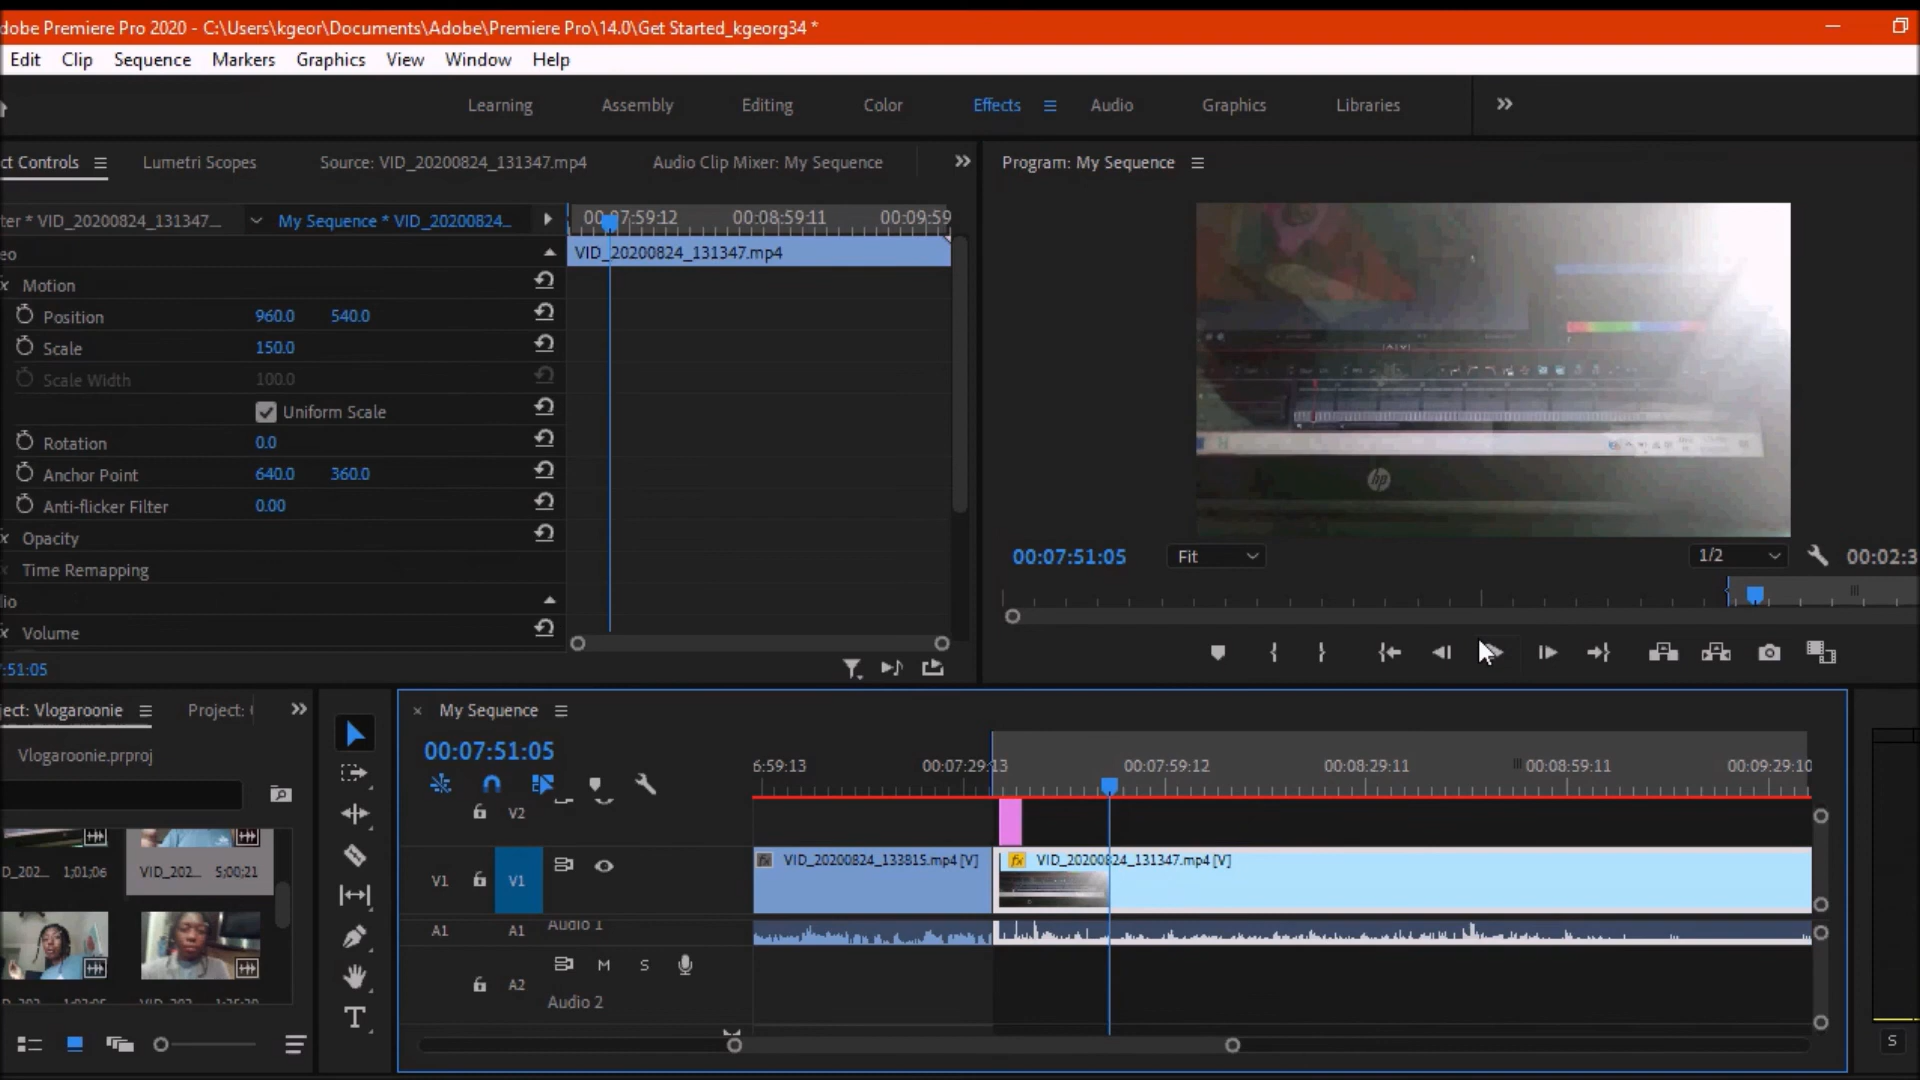 dobe Premiere Pro 2020 - C:\Users\kgeor\Documents\Adobe\Premiere Pro\14.0\Get Started_kgeorg34 *
Edit Clip Sequence Markers Graphics View Window Help
Learning Assembly Editing Color Effects Audio Graphics Libraries
ct Controls Lumetri Scopes Source: VID_20200824_131347.mp4 Audio Clip Mixer: My Sequence
Program: My Sequence
ter * VID_20200824_131347... My Sequence * VID_20200824...
00:07:59:12 00:08:59:11 00:09:59
VID_20200824_131347.mp4
eo
Motion
Position 960.0 540.0
Scale 150.0
Scale Width 100.0
Uniform Scale
Rotation 0.0
Anchor Point 640.0 360.0
Anti-flicker Filter 0.00
Opacity
Time Remapping
io
Volume
:51:05
hp
00:07:51:05 Fit 1/2 00:02:3
ect: Vlogaroonie Project:
Vlogaroonie.prproj
D_202... 1;01;06 VID_202... 5;00;21
My Sequence
00:07:51:05
6:59:13 00:07:29:13 00:07:59:12 00:08:29:11 00:08:59:11 00:09:29:10
V2
V1 V1
fx VID_20200824_133815.mp4 [V]
fx VID_20200824_131347.mp4 [V]
A1 A1 Audio 1
M S
A2
Audio 2
T
S